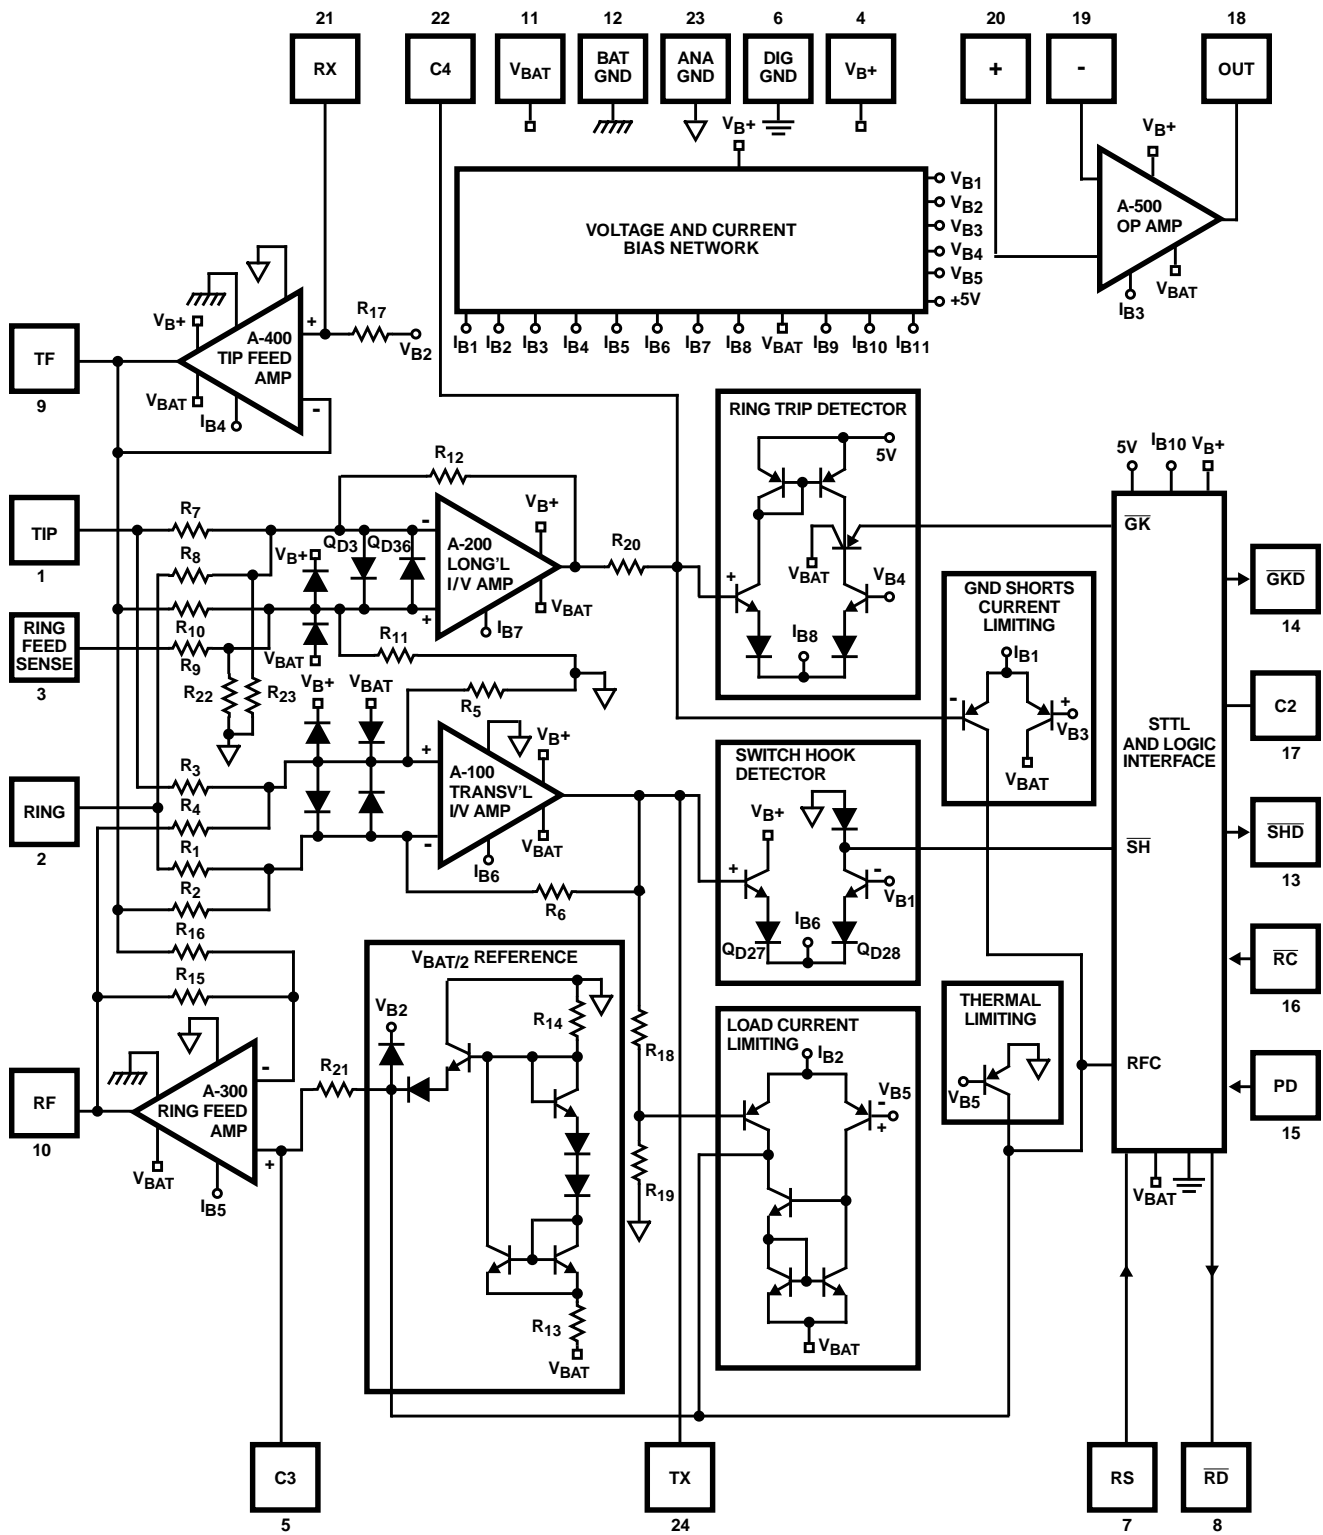 21
22
11
12
23
6
4
20
19
18
RX
C4
VBAT
BAT
GND
ANA
GND
DIG
GND
VB+
+
-
OUT
VB+
VB+
VOLTAGE AND CURRENT
BIAS NETWORK
VB1
VB2
VB3
VB4
VB5
+5V
IB1
IB2
IB3
IB4
IB5
IB6
IB7
IB8
VBAT
IB9
IB10
IB11
A-500
OP AMP
VBAT
IB3
TF
9
VB+
A-400
TIP FEED
AMP
+
-
R17
VB2
VBAT
IB4
RING TRIP DETECTOR
5V
VBAT
VB4
+
IB8
5V
IB10
VB+
GK
GKD
14
TIP
1
R7
R8
R10
R9
R22
R23
R12
QD3
QD36
VB+
VBAT
-
+
A-200
LONG'L
I/V AMP
VB+
VBAT
IB7
R20
R11
R5
RING
FEED
SENSE
3
GND SHORTS
CURRENT
LIMITING
IB1
-
+
VB3
VBAT
STTL
AND LOGIC
INTERFACE
C2
17
VB+
VBAT
RING
2
R3
R4
R1
R2
R16
R15
+
-
A-100
TRANSV'L
I/V AMP
VB+
VBAT
IB6
R6
SWITCH HOOK
DETECTOR
VB+
+
-
VB1
IB6
QD27
QD28
SH
SHD
13
RC
16
VBAT/2 REFERENCE
VB2
R14
R13
VBAT
R21
R18
R19
LOAD CURRENT
LIMITING
IB2
VB5
-
+
VBAT
THERMAL
LIMITING
VB5
RFC
PD
15
RF
10
A-300
RING FEED
AMP
-
+
VBAT
IB5
VBAT
C3
5
TX
24
RS
7
RD
8